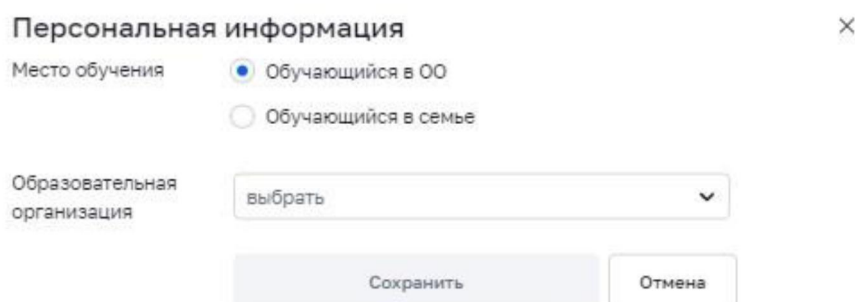 Персональная информация
Место обучения
Обучающийся в ОО
Обучающийся в семье
Образовательная
организация
выбрать
Сохранить
Отмена